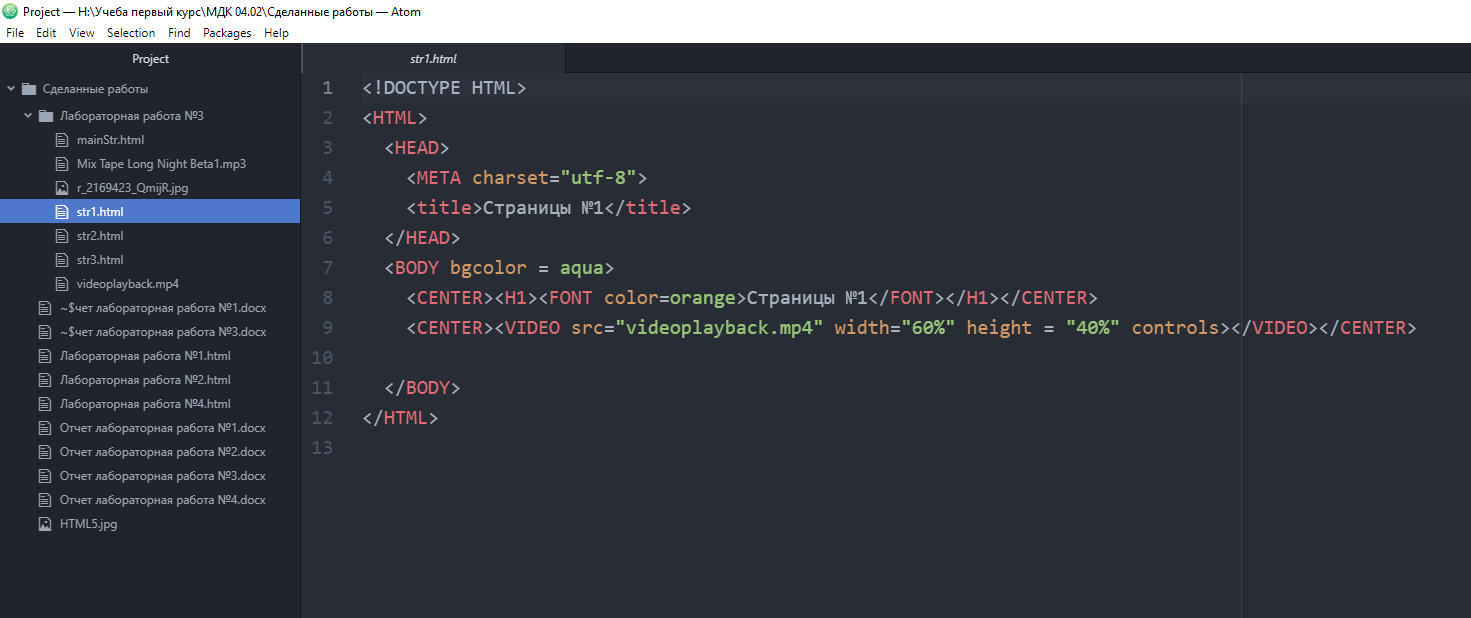 Project — H:\Учеба первый курс\МДК 04.02\Сделанные работы — Atom
File Edit View Selection Find Packages Help
Project
Сделанные работы
Лабораторная работа №3
mainStr.html
Mix Tape Long Night Beta1.mp3
r_2169423_QmijR.jpg
str1.html
str2.html
str3.html
videoplayback.mp4
~$чет лабораторная работа №1.docx
~$чет лабораторная работа №3.docx
Лабораторная работа №1.html
Лабораторная работа №2.html
Лабораторная работа №4.html
Отчет лабораторная работа №1.docx
Отчет лабораторная работа №2.docx
Отчет лабораторная работа №3.docx
Отчет лабораторная работа №4.docx
HTML5.jpg
str1.html
1 <!DOCTYPE HTML>
2 <HTML>
3 <HEAD>
4 <META charset="utf-8">
5 <title>Страницы №1</title>
6 </HEAD>
7 <BODY bgcolor = aqua>
8 <CENTER><H1><FONT color=orange>Страницы №1</FONT></H1></CENTER>
9 <CENTER><VIDEO src="videoplayback.mp4" width="60%" height = "40%" controls></VIDEO></CENTER>
10
11 </BODY>
12 </HTML>
13